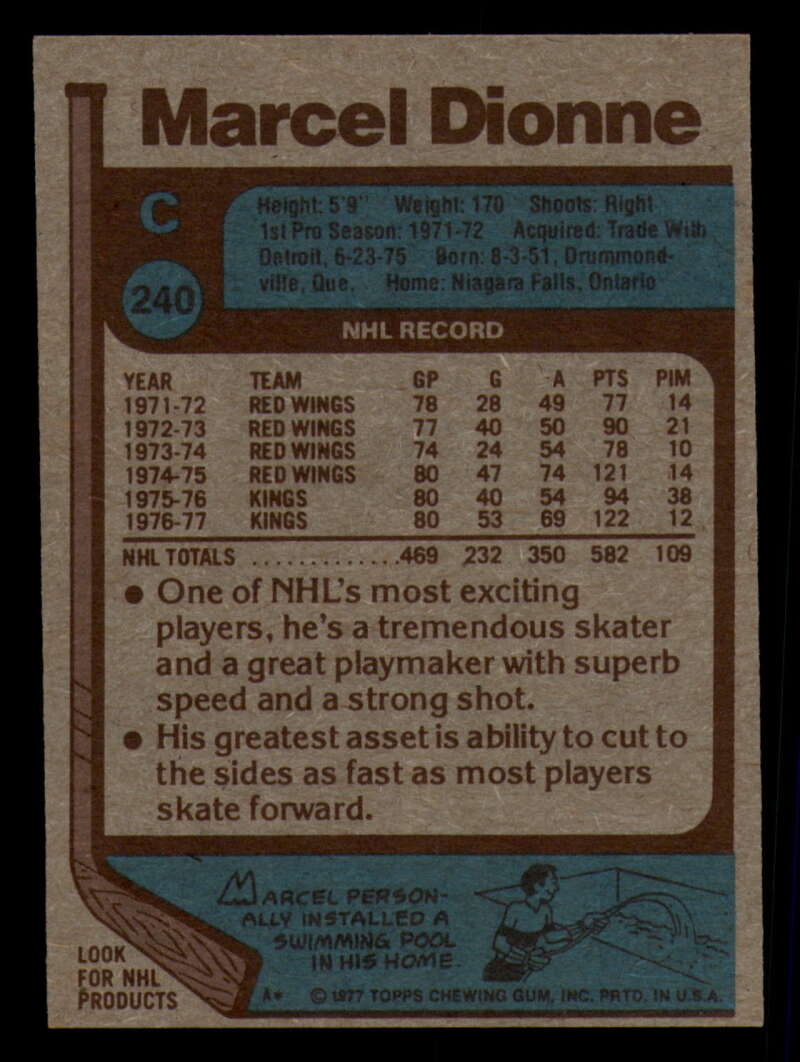 Marcel Dionne
C
240
Height: 5'9" Weight: 170 Shoots: Right
1st Pro Season: 1971-72 Acquired: Trade With
Detroit, 6-23-75 Born: 8-3-51, Drummond-
ville, Que. Home: Niagara Falls, Ontario
NHL RECORD
YEAR TEAM GP G A PTS PIM
1971-72 RED WINGS 78 28 49 77 14
1972-73 RED WINGS 77 40 50 90 21
1973-74 RED WINGS 74 24 54 78 10
1974-75 RED WINGS 80 47 74 121 14
1975-76 KINGS 80 40 54 94 38
1976-77 KINGS 80 53 69 122 12
NHL TOTALS ..............469 232 350 582 109
● One of NHL's most exciting
players, he's a tremendous skater
and a great playmaker with superb
speed and a strong shot.
● His greatest asset is ability to cut to
the sides as fast as most players
skate forward.
MARCEL PERSON-
ALLY INSTALLED A
SWIMMING POOL
IN HIS HOME.
LOOK
FOR NHL
PRODUCTS
A* © 1977 TOPPS CHEWING GUM, INC. PRTD. IN U.S.A.